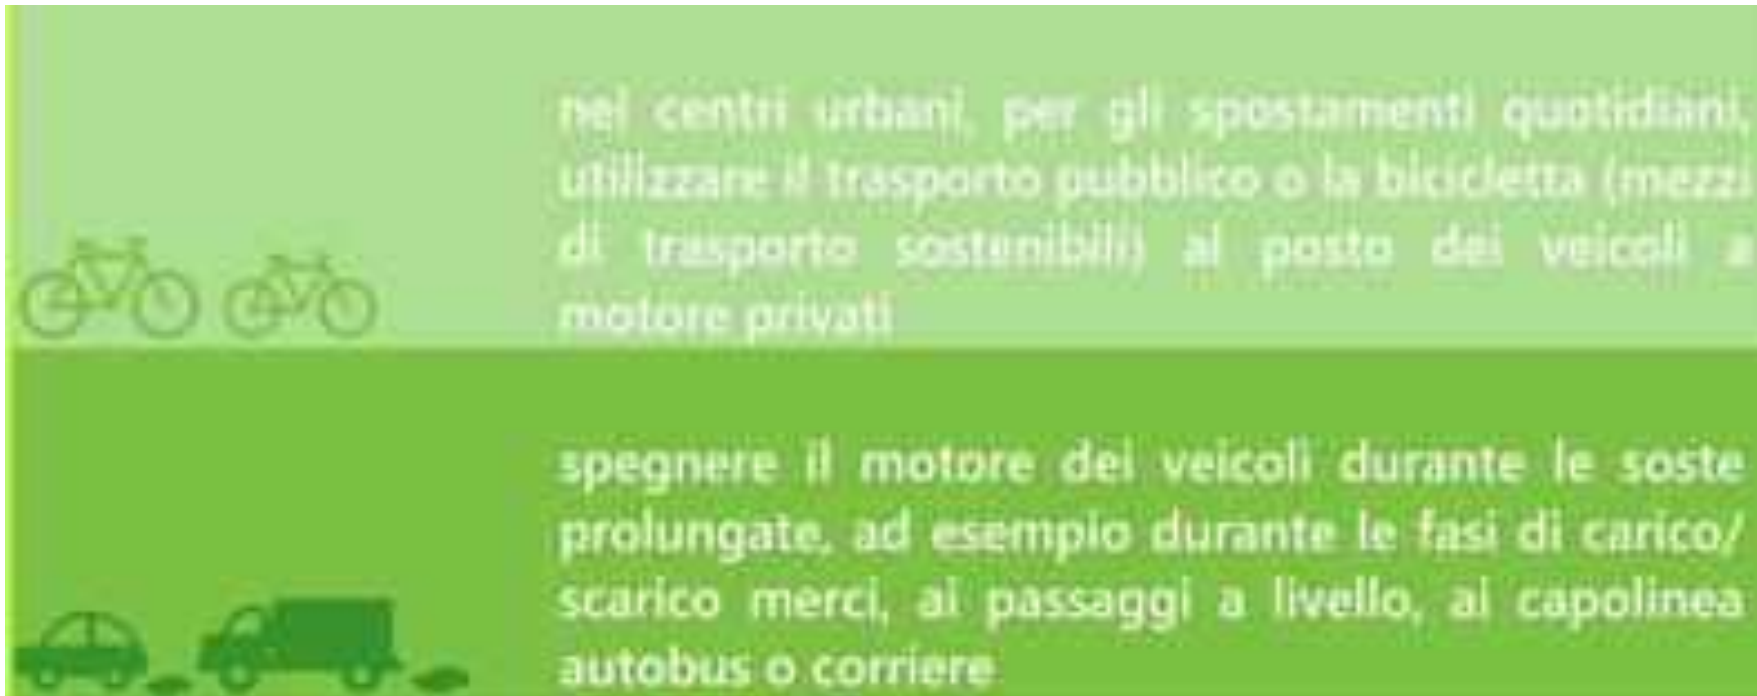 nei centri urbani, per gli spostamenti quotidiani,
utilizzare il trasporto pubblico o la bicicletta (mezzi
di trasporto sostenibili) al posto dei veicoli a
motore privati
spegnere il motore dei veicoli durante le soste
prolungate, ad esempio durante le fasi di carico/
scarico merci, ai passaggi a livello, ai capolinea
autobus o corriere